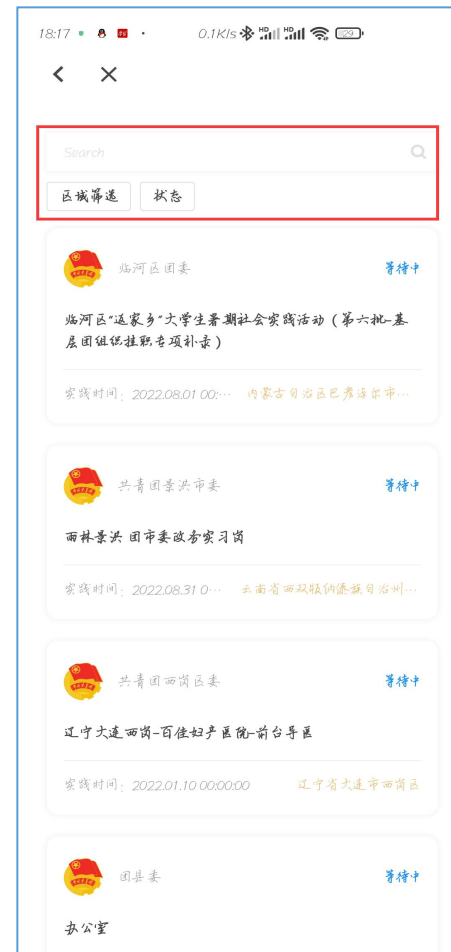 18:17
0.1K/s
29
Search
区域筛选 状态
临河区团委 等待中
临河区“返家乡”大学生暑期社会实践活动（第六批-基
层团组织挂职专项补录）
实践时间：2022.08.01 00:··· 内蒙古自治区巴彦淖尔市···
共青团景洪市委 等待中
雨林景洪 团市委政务实习岗
实践时间：2022.08.31 0··· 云南省西双版纳傣族自治州···
共青团西岗区委 等待中
辽宁大连西岗-百佳妇产医院-前台导医
实践时间：2022.01.10 00:00:00 辽宁省大连市西岗区
团县委 等待中
办公室